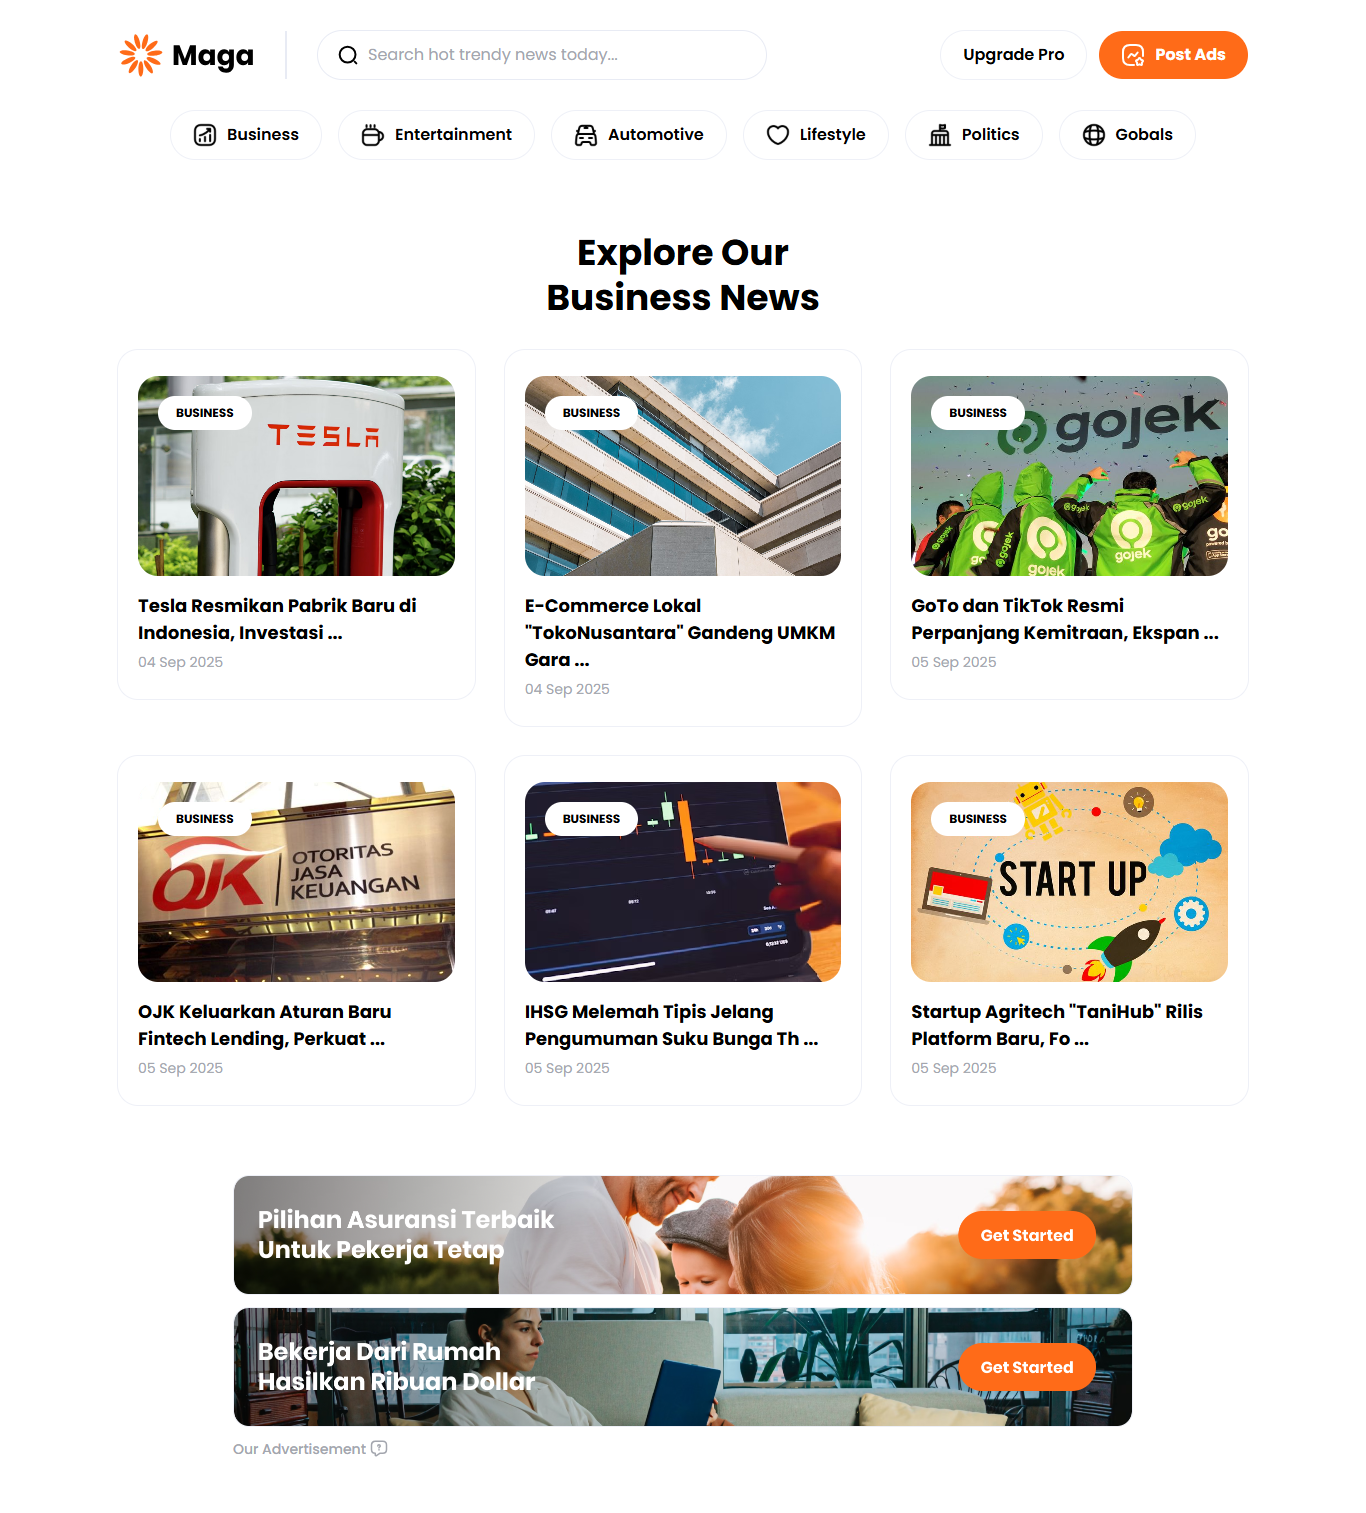 Maga
Search hot trendy news today...
Upgrade Pro
Post Ads
Business
Entertainment
Automotive
Lifestyle
Politics
Gobals
Explore Our
Business News
BUSINESS
TESLA
Tesla Resmikan Pabrik Baru di
Indonesia, Investasi ...
04 Sep 2025
BUSINESS
E-Commerce Lokal
"TokoNusantara" Gandeng UMKM
Gara ...
04 Sep 2025
BUSINESS
gojek
gojek
gojek
gojek
gojek
GoTo dan TikTok Resmi
Perpanjang Kemitraan, Ekspan ...
05 Sep 2025
BUSINESS
OJK
OTORITAS
JASA
KEUANGAN
OJK Keluarkan Aturan Baru
Fintech Lending, Perkuat ...
05 Sep 2025
BUSINESS
IHSG Melemah Tipis Jelang
Pengumuman Suku Bunga Th ...
05 Sep 2025
BUSINESS
START UP
Startup Agritech "TaniHub" Rilis
Platform Baru, Fo ...
05 Sep 2025
Pilihan Asuransi Terbaik
Untuk Pekerja Tetap
Get Started
Bekerja Dari Rumah
Hasilkan Ribuan Dollar
Get Started
Our Advertisement